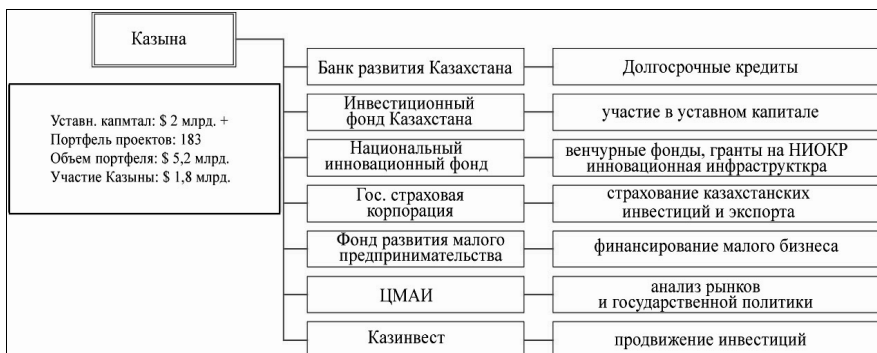 Казына
Банк развития Казахстана
Долгосрочные кредиты
Уставн. капмтал: $ 2 млрд. +
Портфель проектов: 183
Объем портфеля: $ 5,2 млрд.
Участие Казыны: $ 1,8 млрд.
Инвестиционный
фонд Казахстана
участие в уставном капитале
Национальный
инновационный фонд
венчурные фонды, гранты на НИОКР
инновационная инфраструкткра
Гос. страховая
корпорация
страхование казахстанских
инвестиций и экспорта
Фонд развития малого
предпринимательства
финансирование малого бизнеса
ЦМАИ
анализ рынков
и государственной политики
Казинвест
продвижение инвестиций